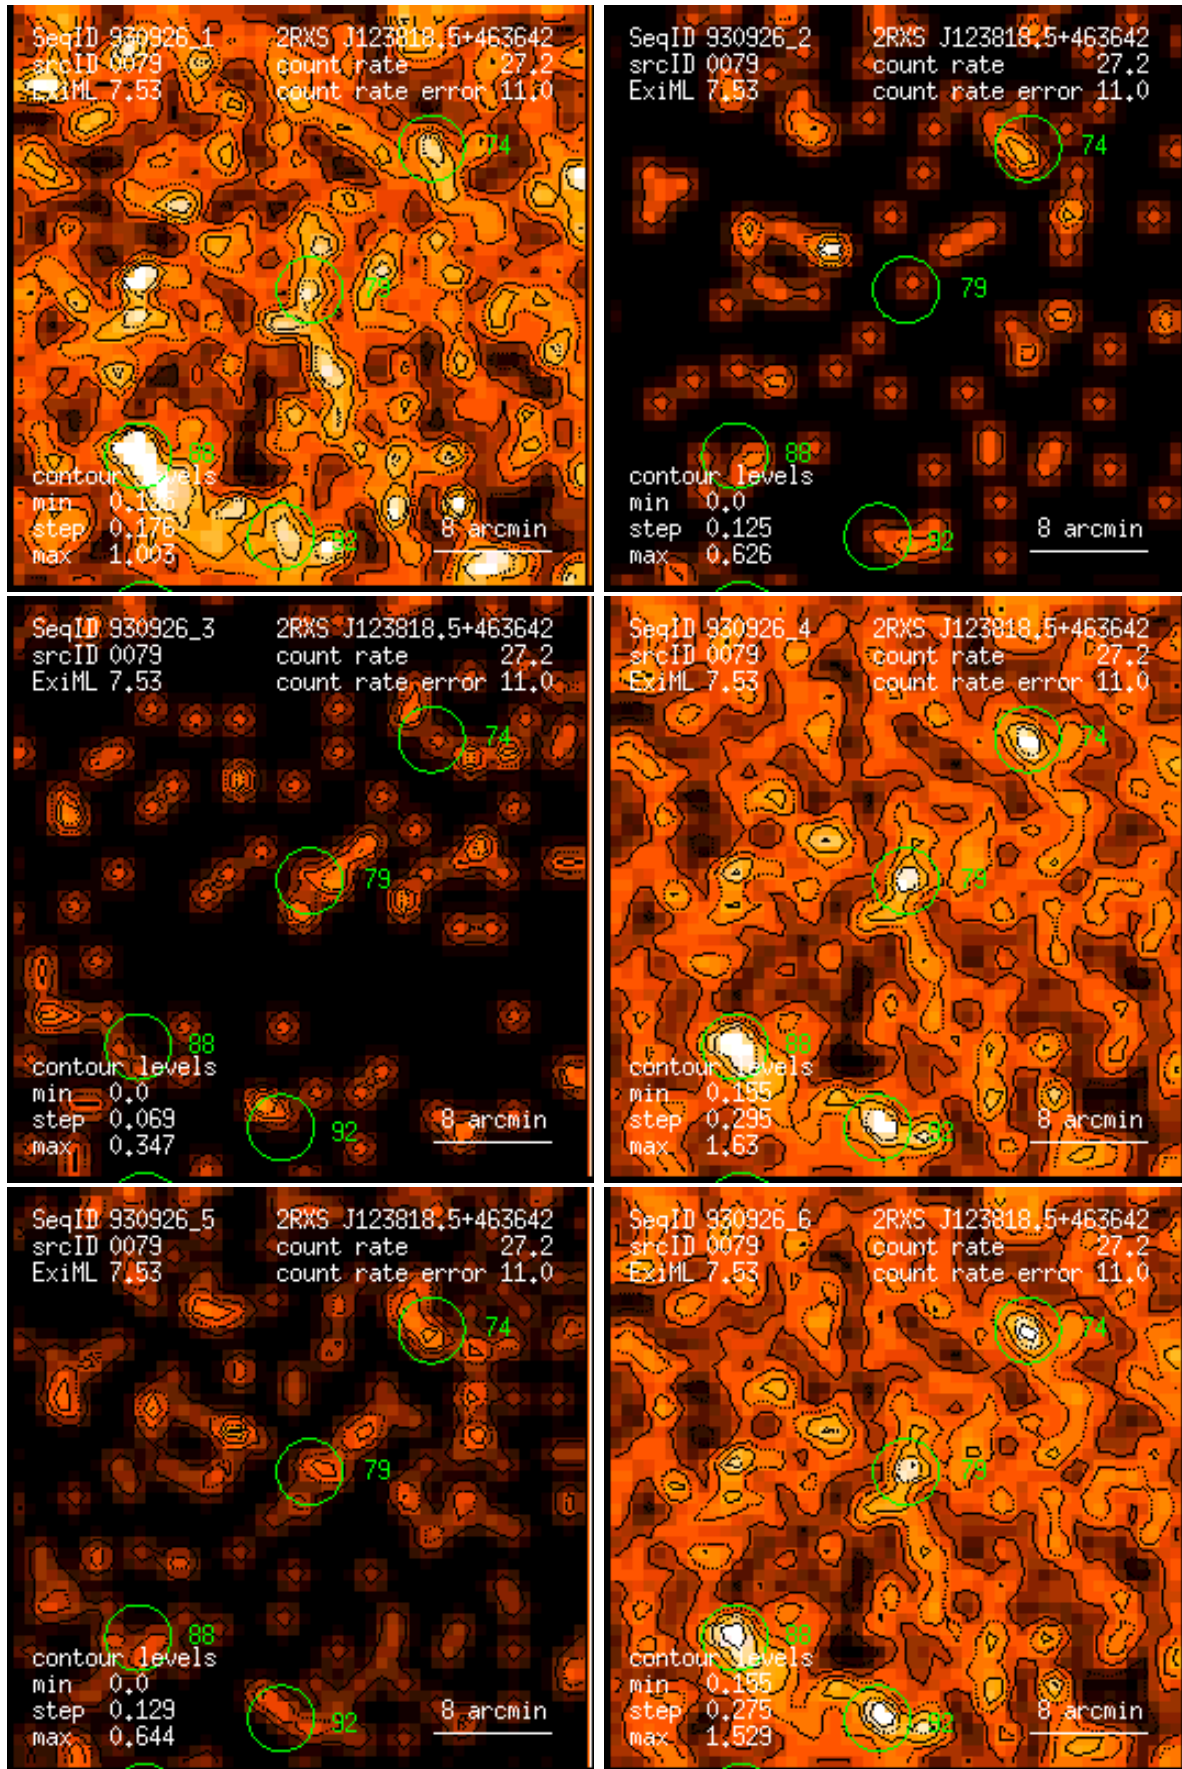 SeqID 930926_1 2RXS J123818.5+463642
srcID 0079 count rate 27.2
ExiML 7.53 count rate error 11.0
74
79
88
contour levels
min 0.155
step 0.176 8 arcmin
92
max 1.003
SeqID 930926_2 2RXS J123818.5+463642
srcID 0079 count rate 27.2
ExiML 7.53 count rate error 11.0
74
79
88
contour levels
min 0.0
step 0.125 8 arcmin
92
max 0.626
SeqID 930926_3 2RXS J123818.5+463642
srcID 0079 count rate 27.2
ExiML 7.53 count rate error 11.0
74
79
88
contour levels
min 0.0
step 0.069 8 arcmin
92
max 0.347
SeqID 930926_4 2RXS J123818.5+463642
srcID 0079 count rate 27.2
ExiML 7.53 count rate error 11.0
74
79
88
contour levels
min 0.155
step 0.295 8 arcmin
92
max 1.63
SeqID 930926_5 2RXS J123818.5+463642
srcID 0079 count rate 27.2
ExiML 7.53 count rate error 11.0
74
79
88
contour levels
min 0.0
step 0.129 8 arcmin
92
max 0.644
SeqID 930926_6 2RXS J123818.5+463642
srcID 0079 count rate 27.2
ExiML 7.53 count rate error 11.0
74
79
88
contour levels
min 0.155
step 0.275 8 arcmin
92
max 1.529